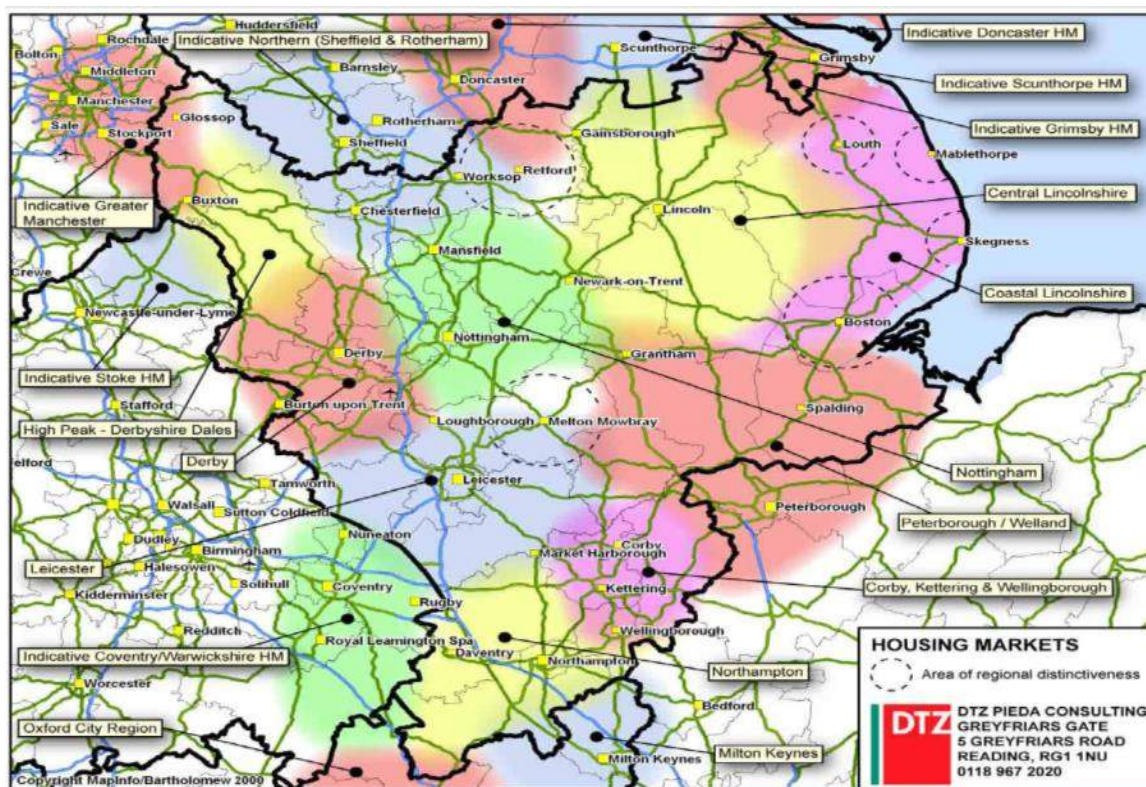 Huddersfield
Rochdale
Indicative Northern (Sheffield & Rotherham)
Indicative Doncaster HM
Bolton
Middleton
Barnsley
Scunthorpe
Grimsby
Doncaster
Indicative Scunthorpe HM
Manchester
Glossop
Rotherham
Sale
Stockport
Sheffield
Gainsborough
Indicative Grimsby HM
Louth
Mablethorpe
Worksop
Retford
Indicative Greater
Manchester
Buxton
Chesterfield
Lincoln
Central Lincolnshire
Mansfield
Skegness
Crewe
Newark-on-Trent
Coastal Lincolnshire
Newcastle-under-Lyme
Nottingham
Boston
Derby
Grantham
Indicative Stoke HM
Stafford
Burton upon Trent
Spalding
High Peak - Derbyshire Dales
Loughborough
Melton Mowbray
Derby
Nottingham
elford
Tamworth
Leicester
Walsall
Sutton Coldfield
Peterborough
Peterborough / Welland
Dudley
Nuneaton
Birmingham
Corby
Market Harborough
Leicester
Halesowen
Solihull
Coventry
Kettering
Corby, Kettering & Wellingborough
Kidderminster
Rugby
Redditch
Royal Leamington Spa
Wellingborough
Indicative Coventry/Warwickshire HM
Daventry
Northampton
Northampton
Worcester
Bedford
Oxford City Region
Milton Keynes
Milton Keynes
Copyright MapInfo/Bartholomew 2000
HOUSING MARKETS
Area of regional distinctiveness
DTZ
DTZ PIEDA CONSULTING
GREYFRIARS GATE
5 GREYFRIARS ROAD
READING, RG1 1NU
0118 967 2020